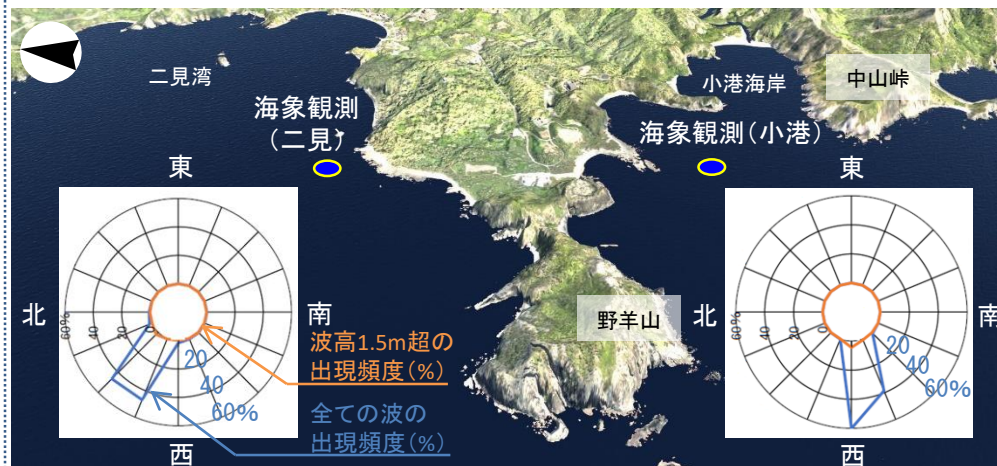 二見湾
小港海岸
中山峠
海象観測
（二見）
海象観測（小港）
東
東
北
南
北
南
60%
40
20
0
20
40
60%
60%
40
20
0
20
40
60%
野羊山
波高1.5m超の
出現頻度(%)
全ての波の
出現頻度(%)
西
西